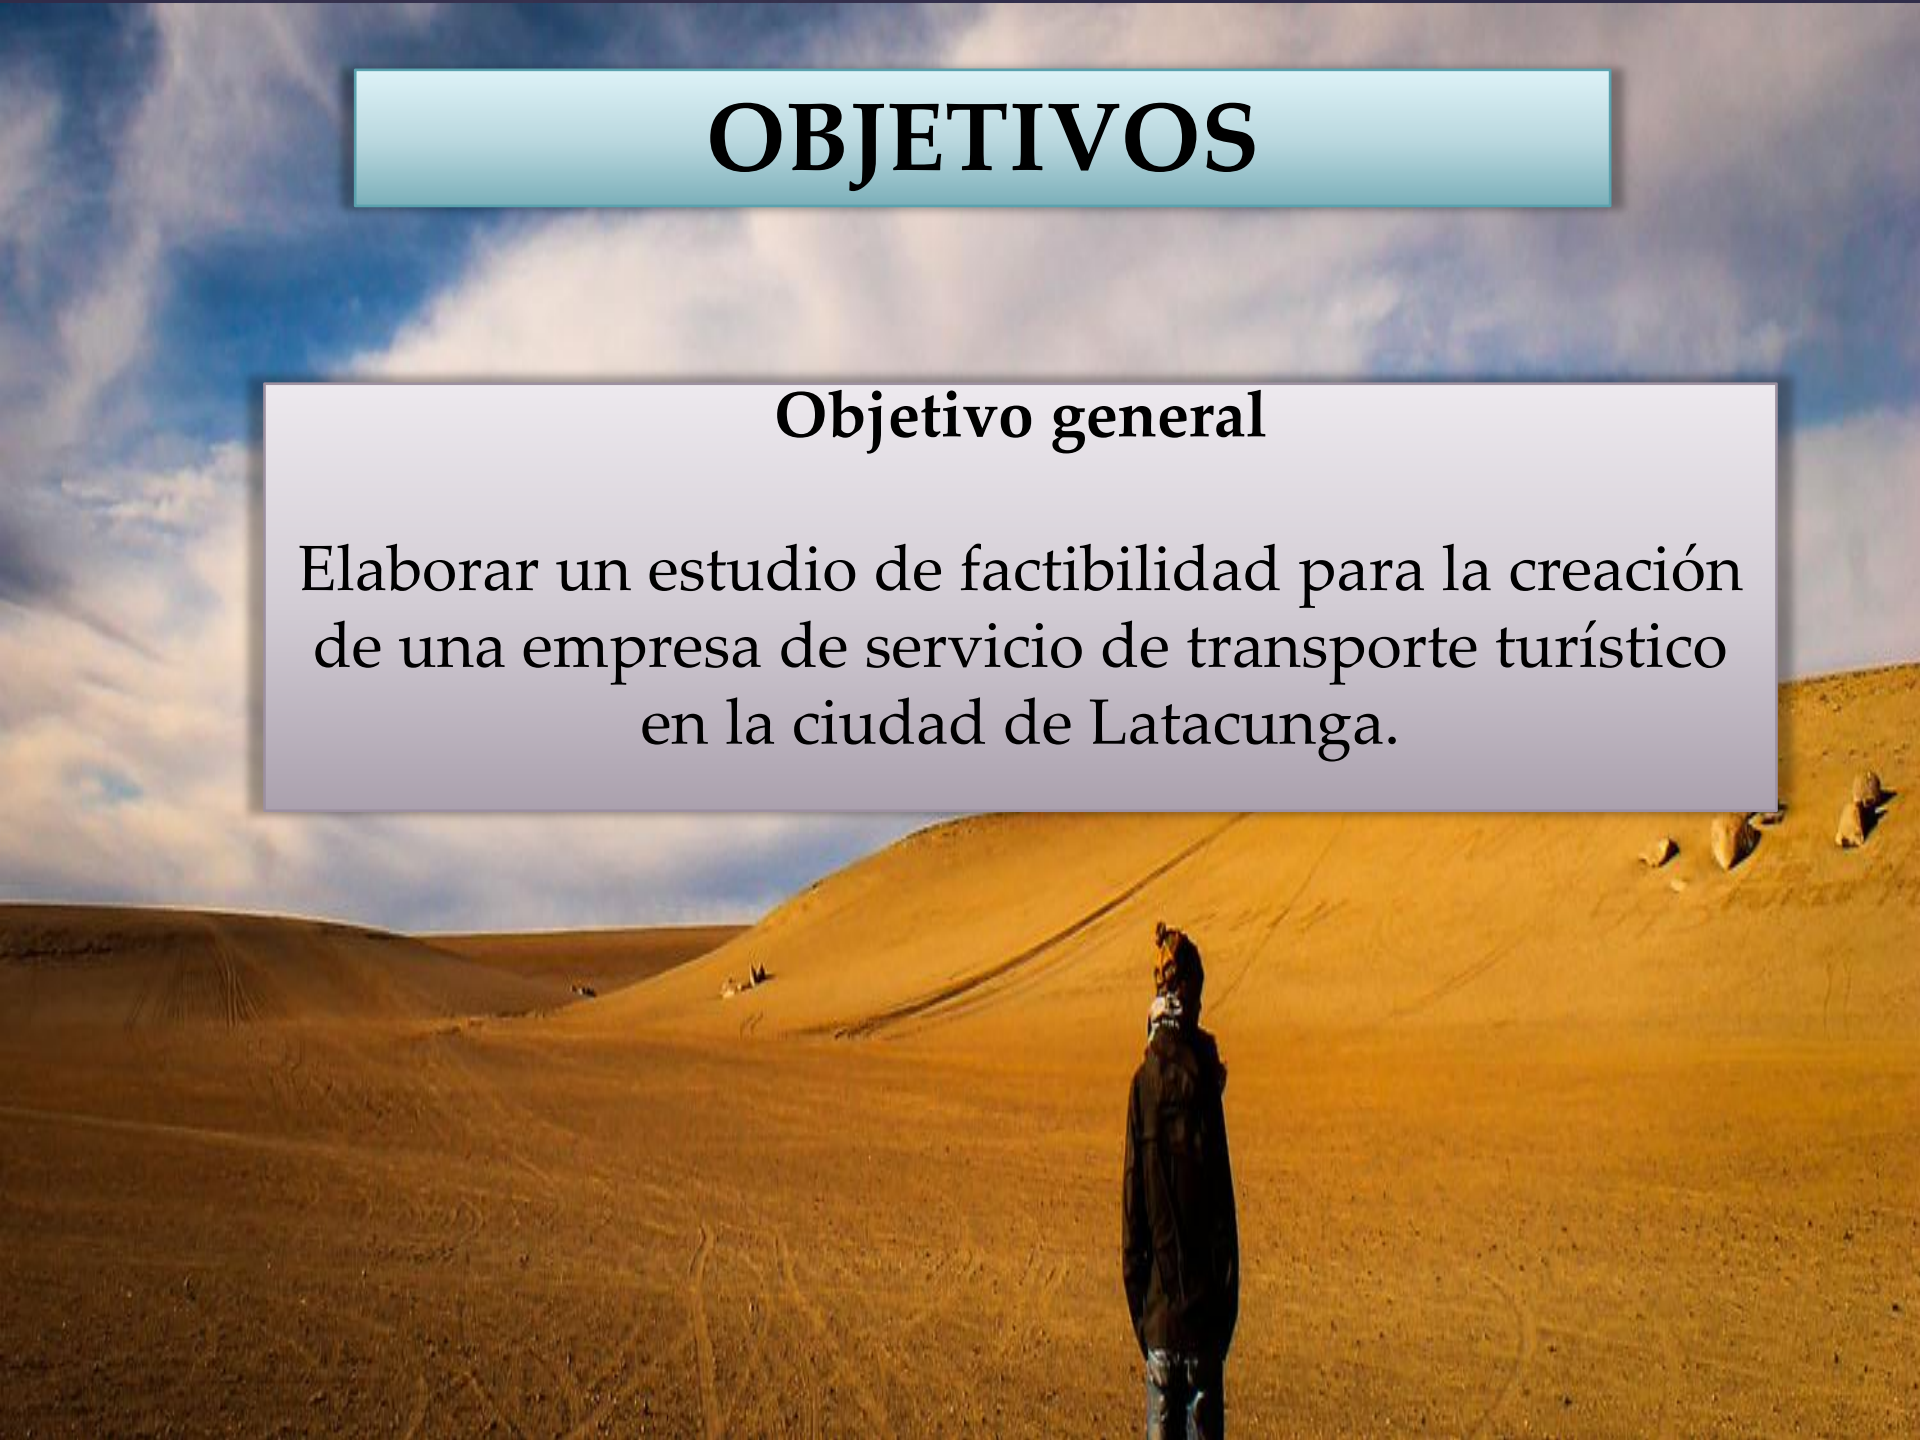 OBJETIVOS
Objetivo general
Elaborar un estudio de factibilidad para la creación
de una empresa de servicio de transporte turístico
en la ciudad de Latacunga.